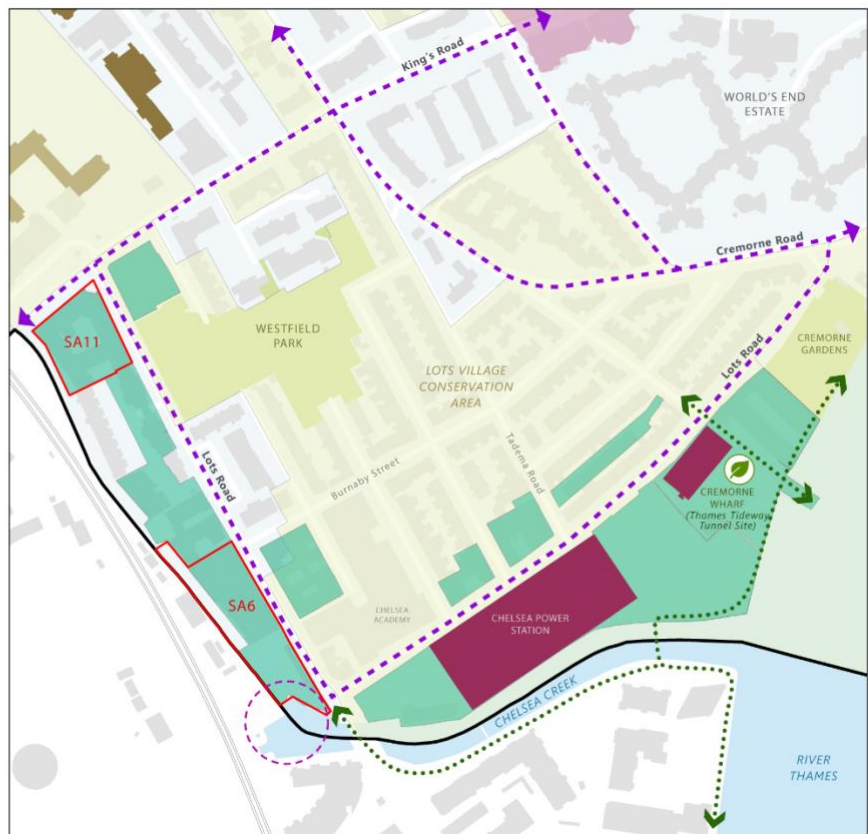 King's Road
WORLD'S END
ESTATE
Cremorne Road
SA11
WESTFIELD
PARK
CREMORNE
GARDENS
LOTS VILLAGE
CONSERVATION
AREA
Lots Road
Lots Road
Burnaby Street
Tadema Road
CREMORNE
WHARF
(Thames Tideway
Tunnel Site)
SA6
CHELSEA
ACADEMY
CHELSEA POWER
STATION
CHELSEA CREEK
RIVER
THAMES